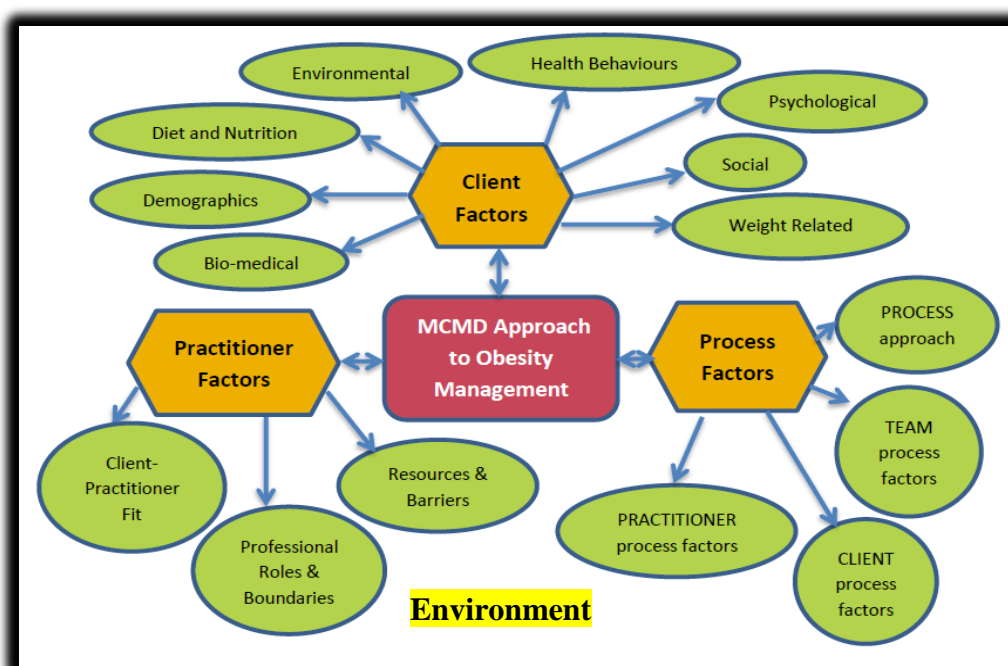 Environmental
Health Behaviours
Psychological
Diet and Nutrition
Social
Client
Factors
Demographics
Weight Related
Bio-medical
PROCESS
approach
MCMD Approach
to Obesity
Management
Practitioner
Factors
Process
Factors
TEAM
process
factors
Client-
Practitioner
Fit
Resources &
Barriers
PRACTITIONER
process factors
Professional
Roles &
Boundaries
CLIENT
process
factors
Environment